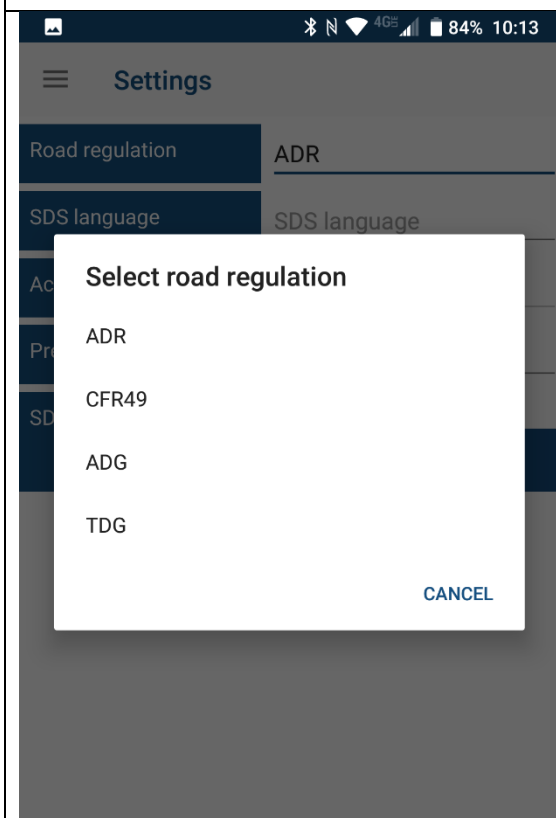 4G 84% 10:13
Settings
Road regulation ADR
SDS language SDS language
Select road regulation
ADR
CFR49
ADG
TDG
CANCEL